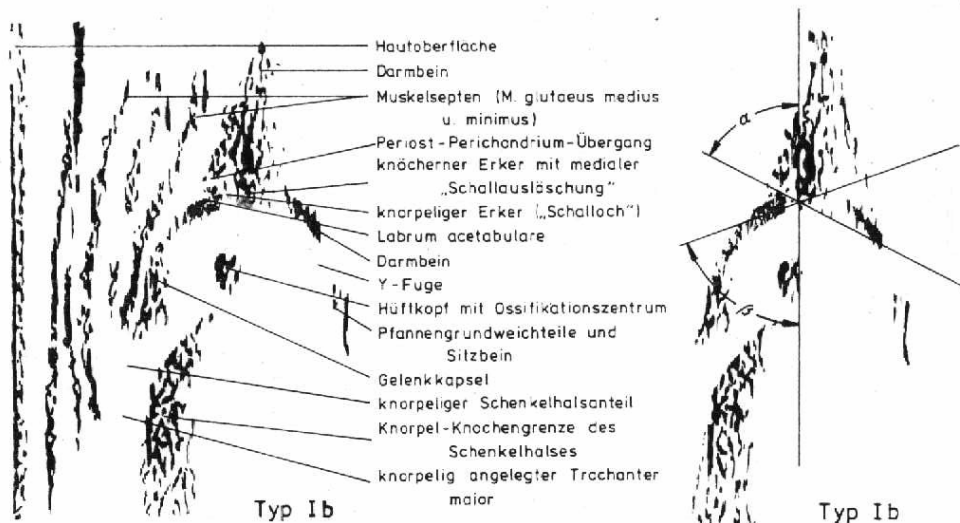 Hautoberfläche
Darmbein
Muskelsepten (M. glutaeus medius
u. minimus)
Periost-Perichondrium-Übergang
knöcherner Erker mit medialer
„Schallauslöschung“
knorpeliger Erker („Schalloch“)
Labrum acetabulare
Darmbein
Y-Fuge
Hüftkopf mit Ossifikationszentrum
Pfannengrundweichteile und
Sitzbein
Gelenkkapsel
knorpeliger Schenkelhalsanteil
Knorpel-Knochengrenze des
Schenkelhalses
knorpelig angelegter Trochanter
major
Typ Ib
α
β
Typ Ib